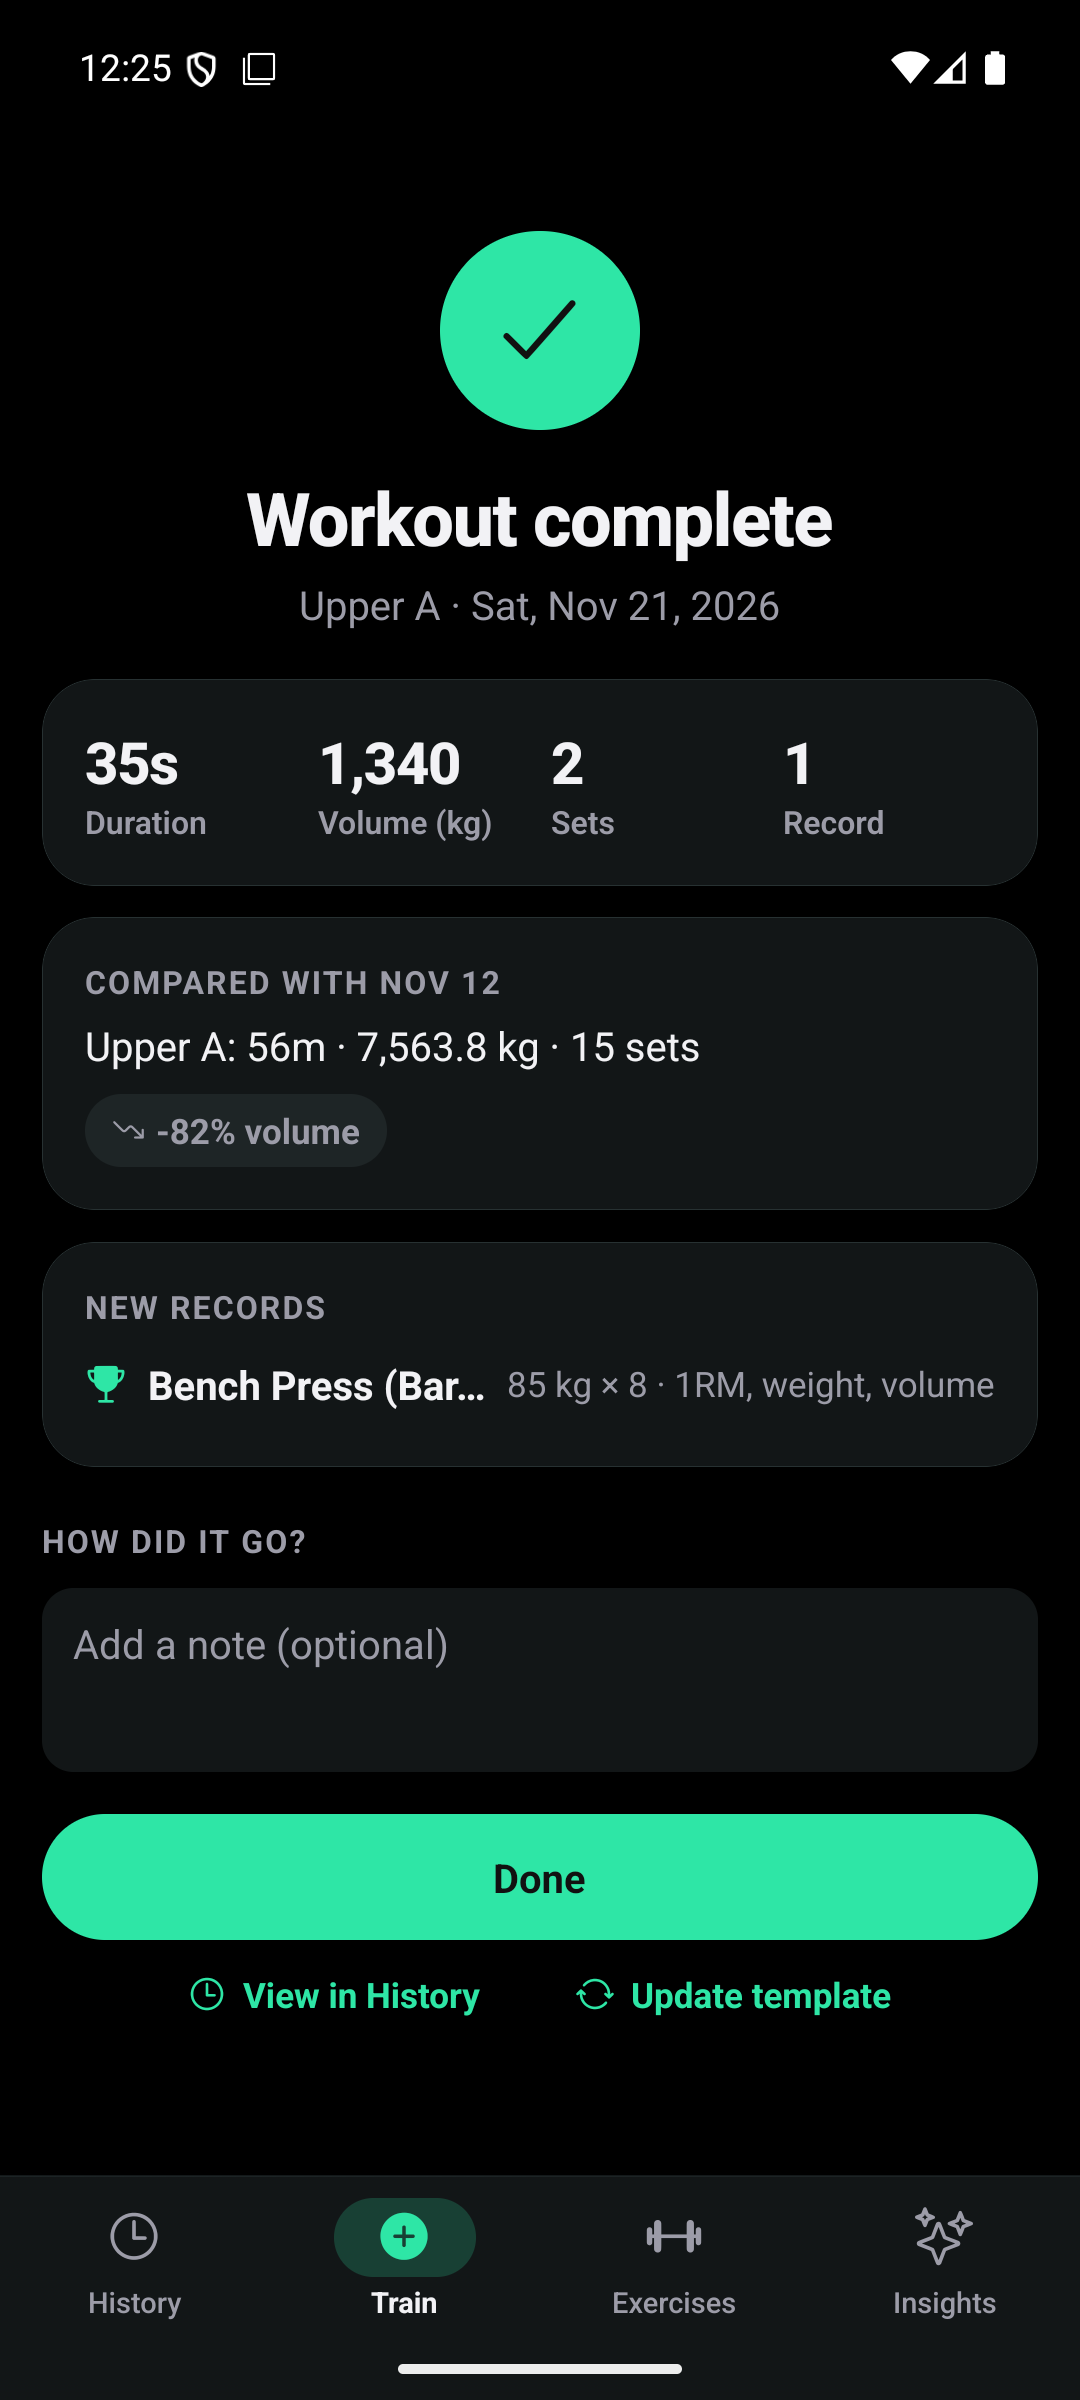 12:25
Workout complete
Upper A · Sat, Nov 21, 2026
35s
Duration
1,340
Volume (kg)
2
Sets
1
Record
COMPARED WITH NOV 12
Upper A: 56m · 7,563.8 kg · 15 sets
-82% volume
NEW RECORDS
Bench Press (Bar... 85 kg × 8 · 1RM, weight, volume
HOW DID IT GO?
Add a note (optional)
Done
View in History
Update template
History
Train
Exercises
Insights